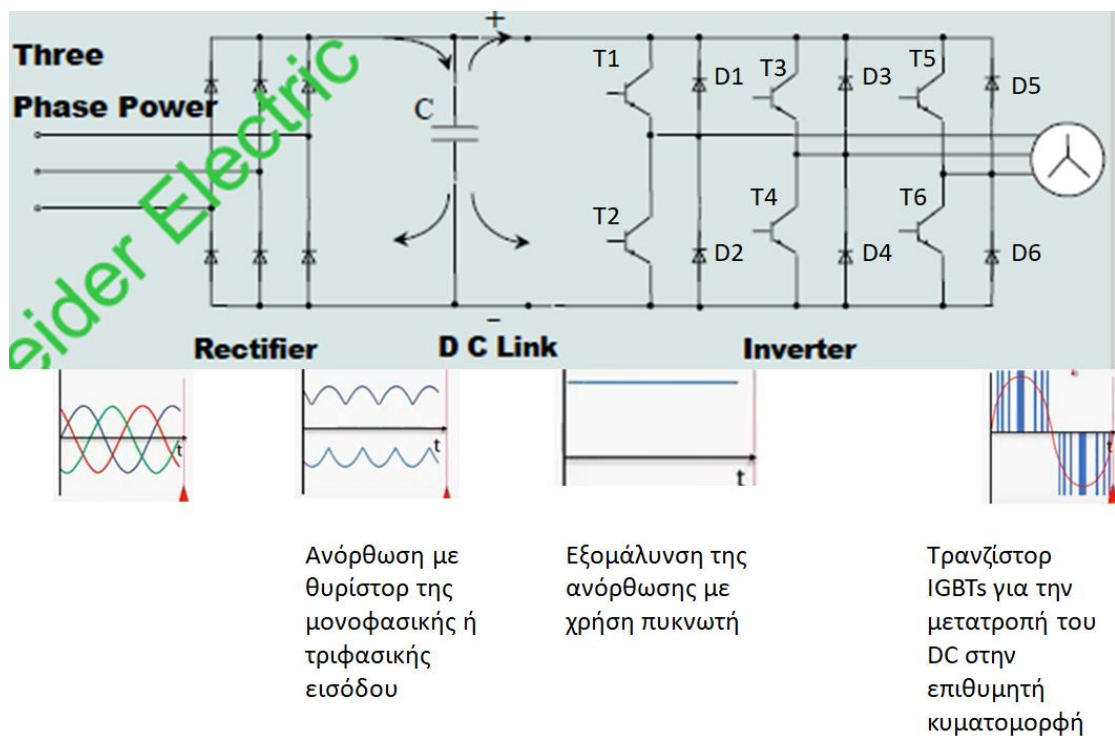 Three
Phase Power
eider Electric
C
+
T1
D1
T3
D3
T5
D5
T2
D2
T4
D4
T6
D6
–
Rectifier
D C Link
Inverter
t
t
t
t
Ανόρθωση με
θυρίστορ της
μονοφασικής ή
τριφασικής
εισόδου
Εξομάλυνση της
ανόρθωσης με
χρήση πυκνωτή
Τρανζίστορ
IGBTs για την
μετατροπή του
DC στην
επιθυμητή
κυματομορφή